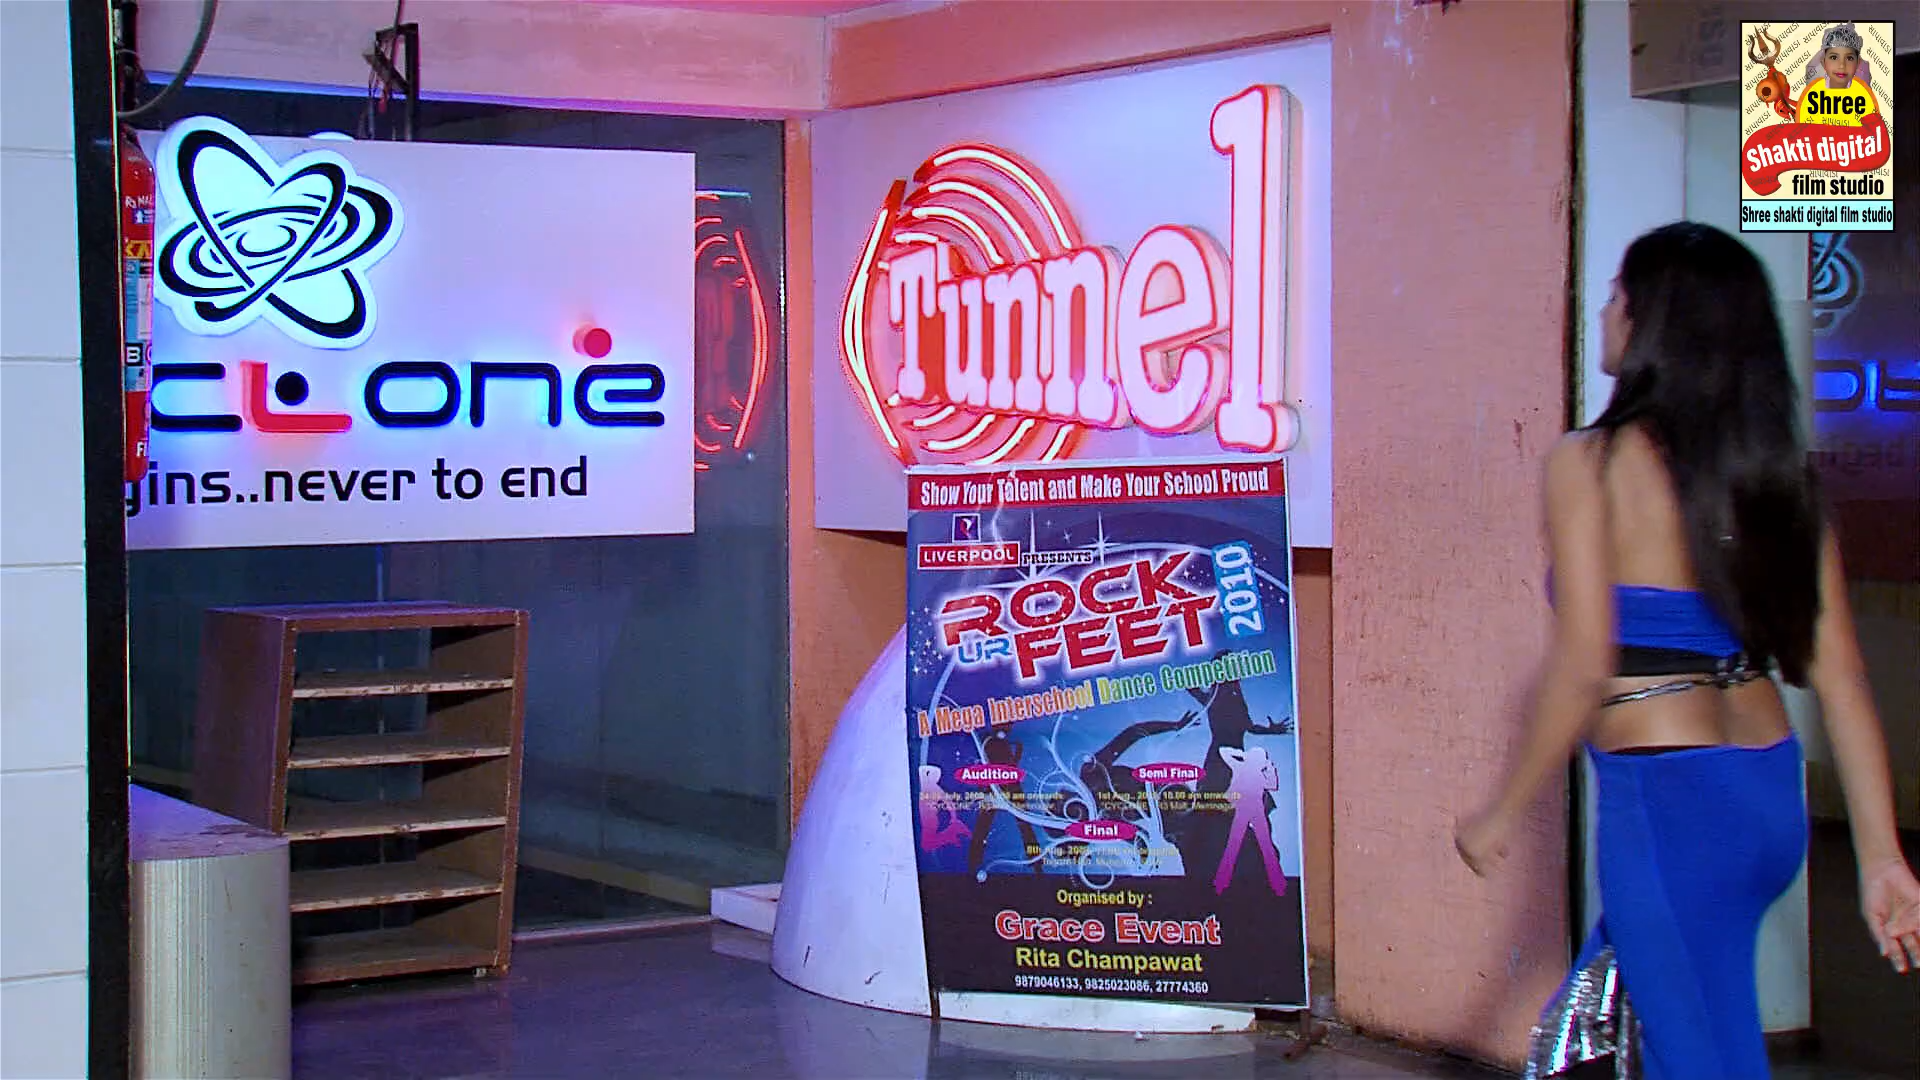 CLONE
gins..never to end
Tunnel
Show Your Talent and Make Your School Proud
LIVERPOOL PRESENTS
ROCK
UR FEET
2010
A Mega Interschool Dance Competition
Audition
Semi Final
Final
Organised by :
Grace Event
Rita Champawat
9879046133, 9825023086, 27774360
Shree
Shakti digital
film studio
Shree shakti digital film studio